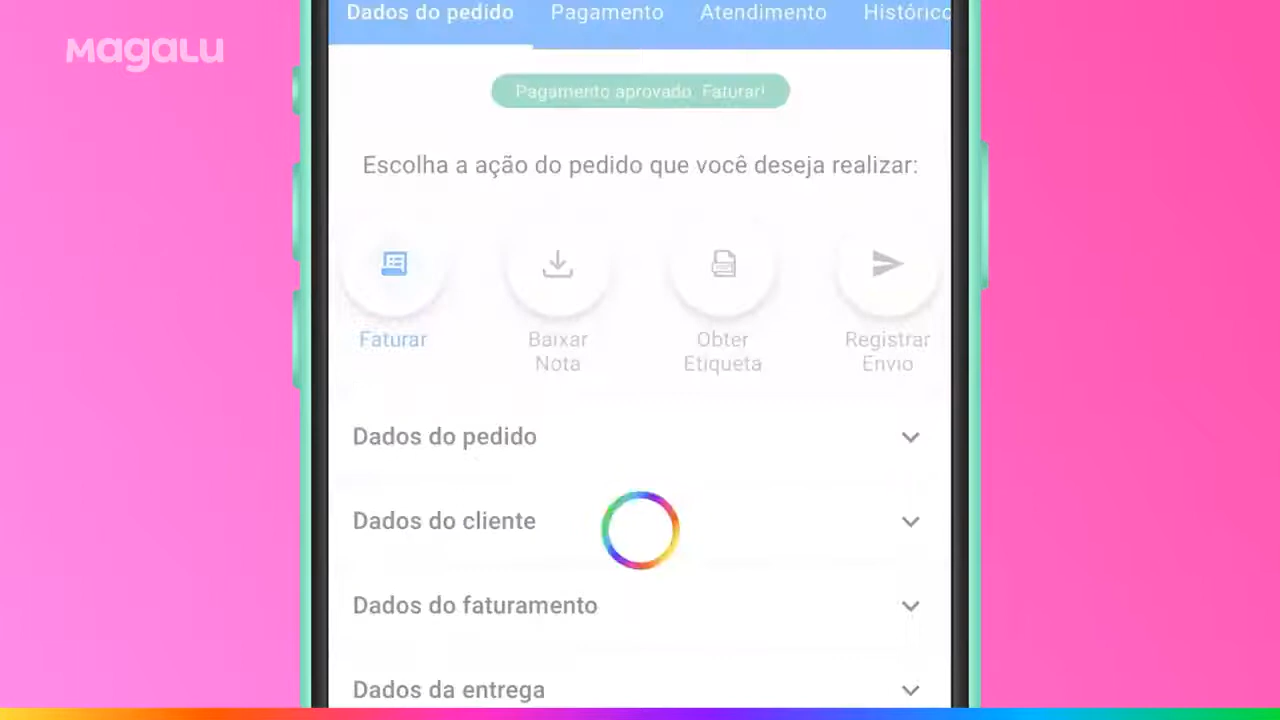 Dados do pedido Pagamento Atendimento Histórico
Magalu
Pagamento aprovado. Faturar!
Escolha a ação do pedido que você deseja realizar:
Faturar
Baixar
Nota
Obter
Etiqueta
Registrar
Envio
Dados do pedido
Dados do cliente
Dados do faturamento
Dados da entrega